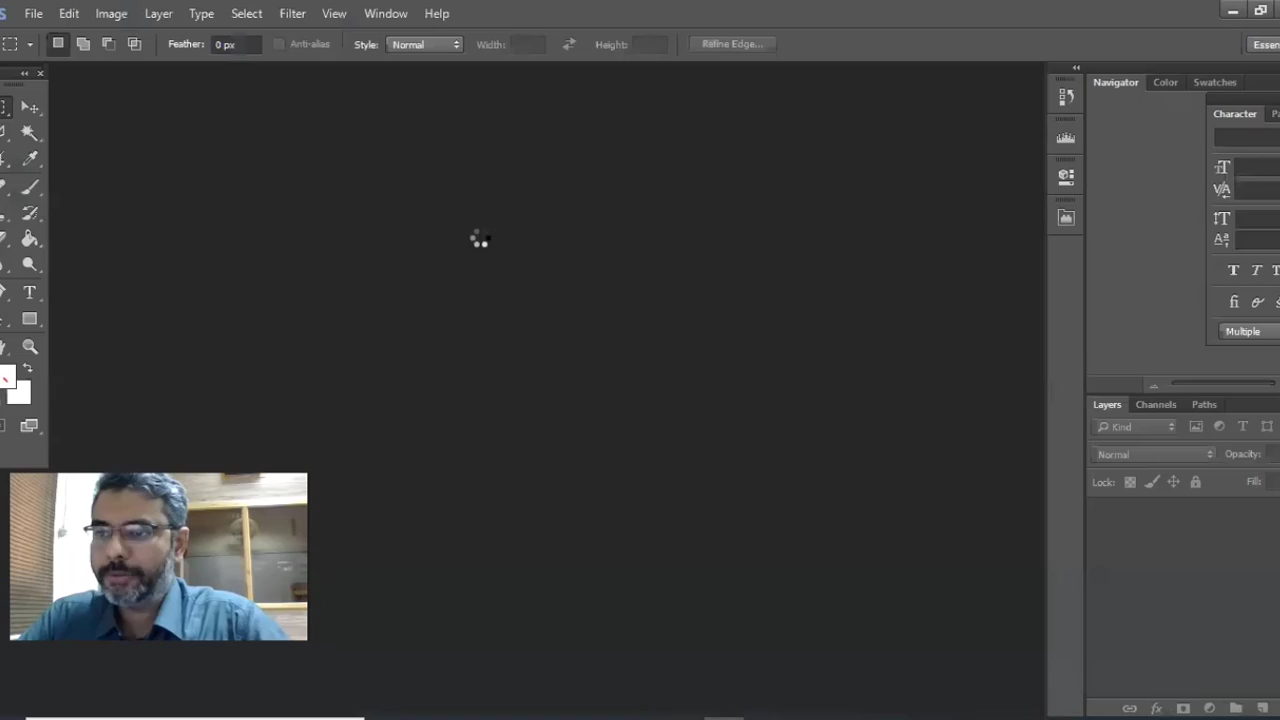 File Edit Image Layer Type Select Filter View Window Help
Feather: 0 px Anti-alias Style: Normal Width: Height: Refine Edge... Essen
Navigator Color Swatches
Character
Multiple
Layers Channels Paths
Kind
Normal Opacity:
Lock: Fill: